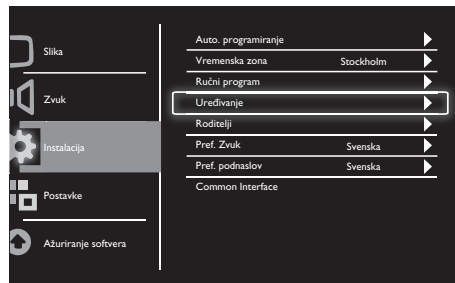 Slika
Zvuk
Instalacija
Postavke
Ažuriranje softvera
Auto. programiranje
Vremenska zona Stockholm
Ručni program
Uređivanje
Roditelji
Pref. Zvuk Svenska
Pref. podnaslov Svenska
Common Interface